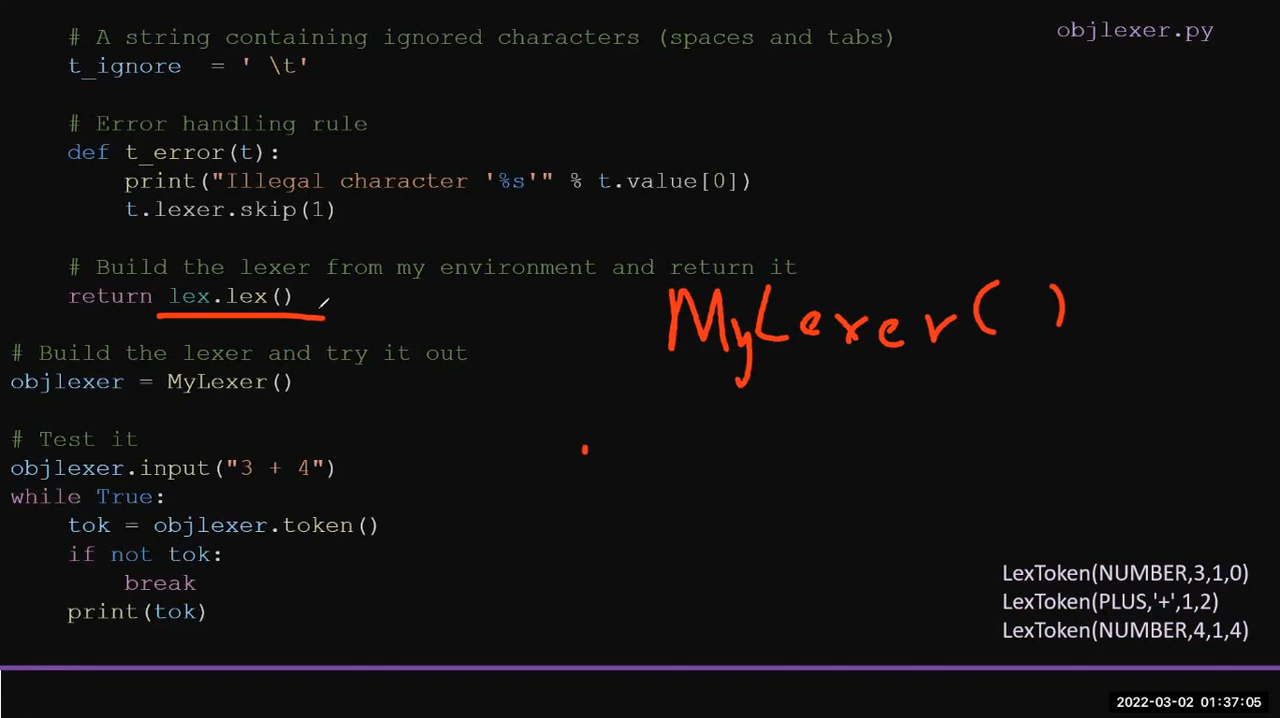 objlexer.py
# A string containing ignored characters (spaces and tabs)
t_ignore  = ' \t'
# Error handling rule
def t_error(t):
print("Illegal character '%s'" % t.value[0])
t.lexer.skip(1)
# Build the lexer from my environment and return it
return lex.lex()
MyLexer( )
# Build the lexer and try it out
objlexer = MyLexer()
# Test it
objlexer.input("3 + 4")
while True:
tok = objlexer.token()
if not tok:
break
print(tok)
LexToken(NUMBER,3,1,0)
LexToken(PLUS,'+',1,2)
LexToken(NUMBER,4,1,4)
2022-03-02 01:37:05